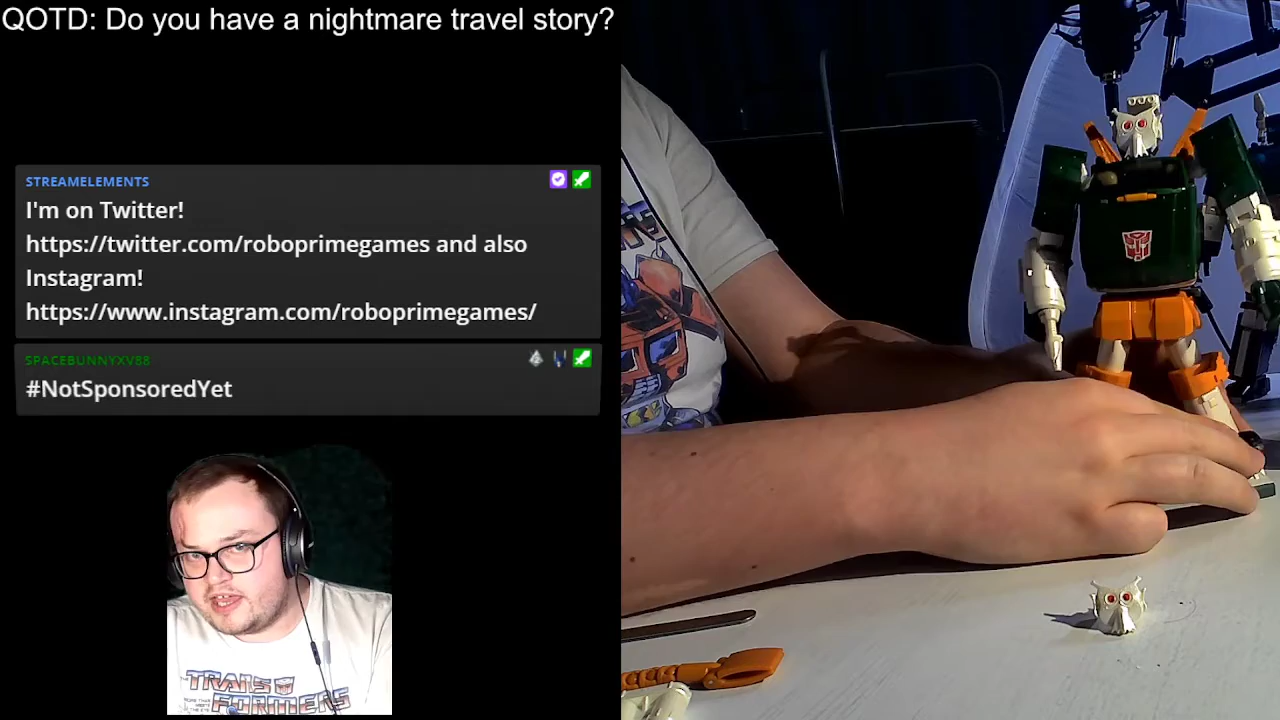 QOTD: Do you have a nightmare travel story?
STREAMELEMENTS
I'm on Twitter!
https://twitter.com/roboprimegames and also
Instagram!
https://www.instagram.com/roboprimegames/
SPACEBUNNYXV88
#NotSponsoredYet
TRANSFORMERS